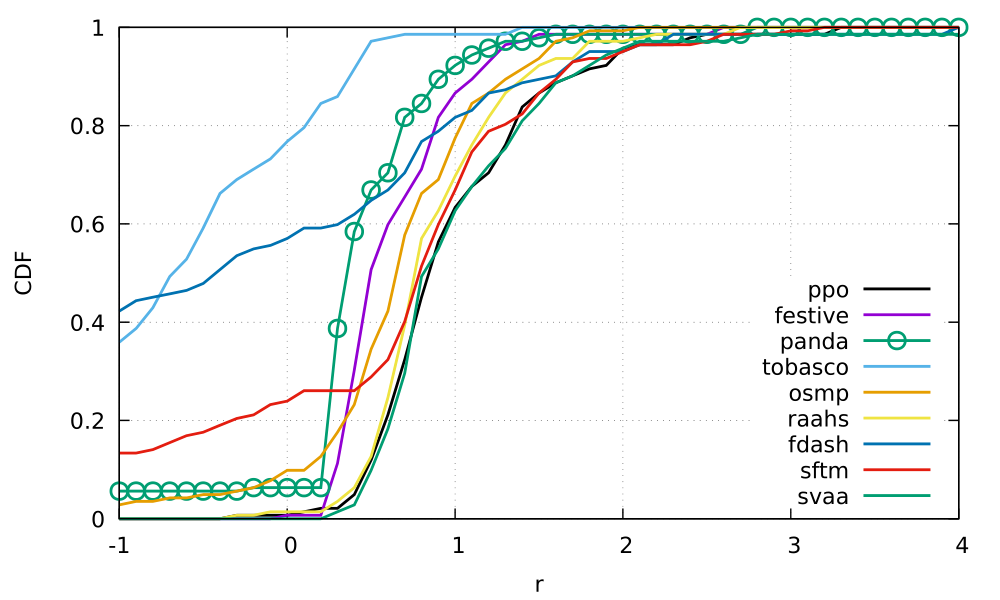 1
0.8
0.6
0.4
0.2
0
CDF
ppo
festive
panda
tobasco
osmp
raahs
fdash
sftm
svaa
-1 0 1 2 3 4
r